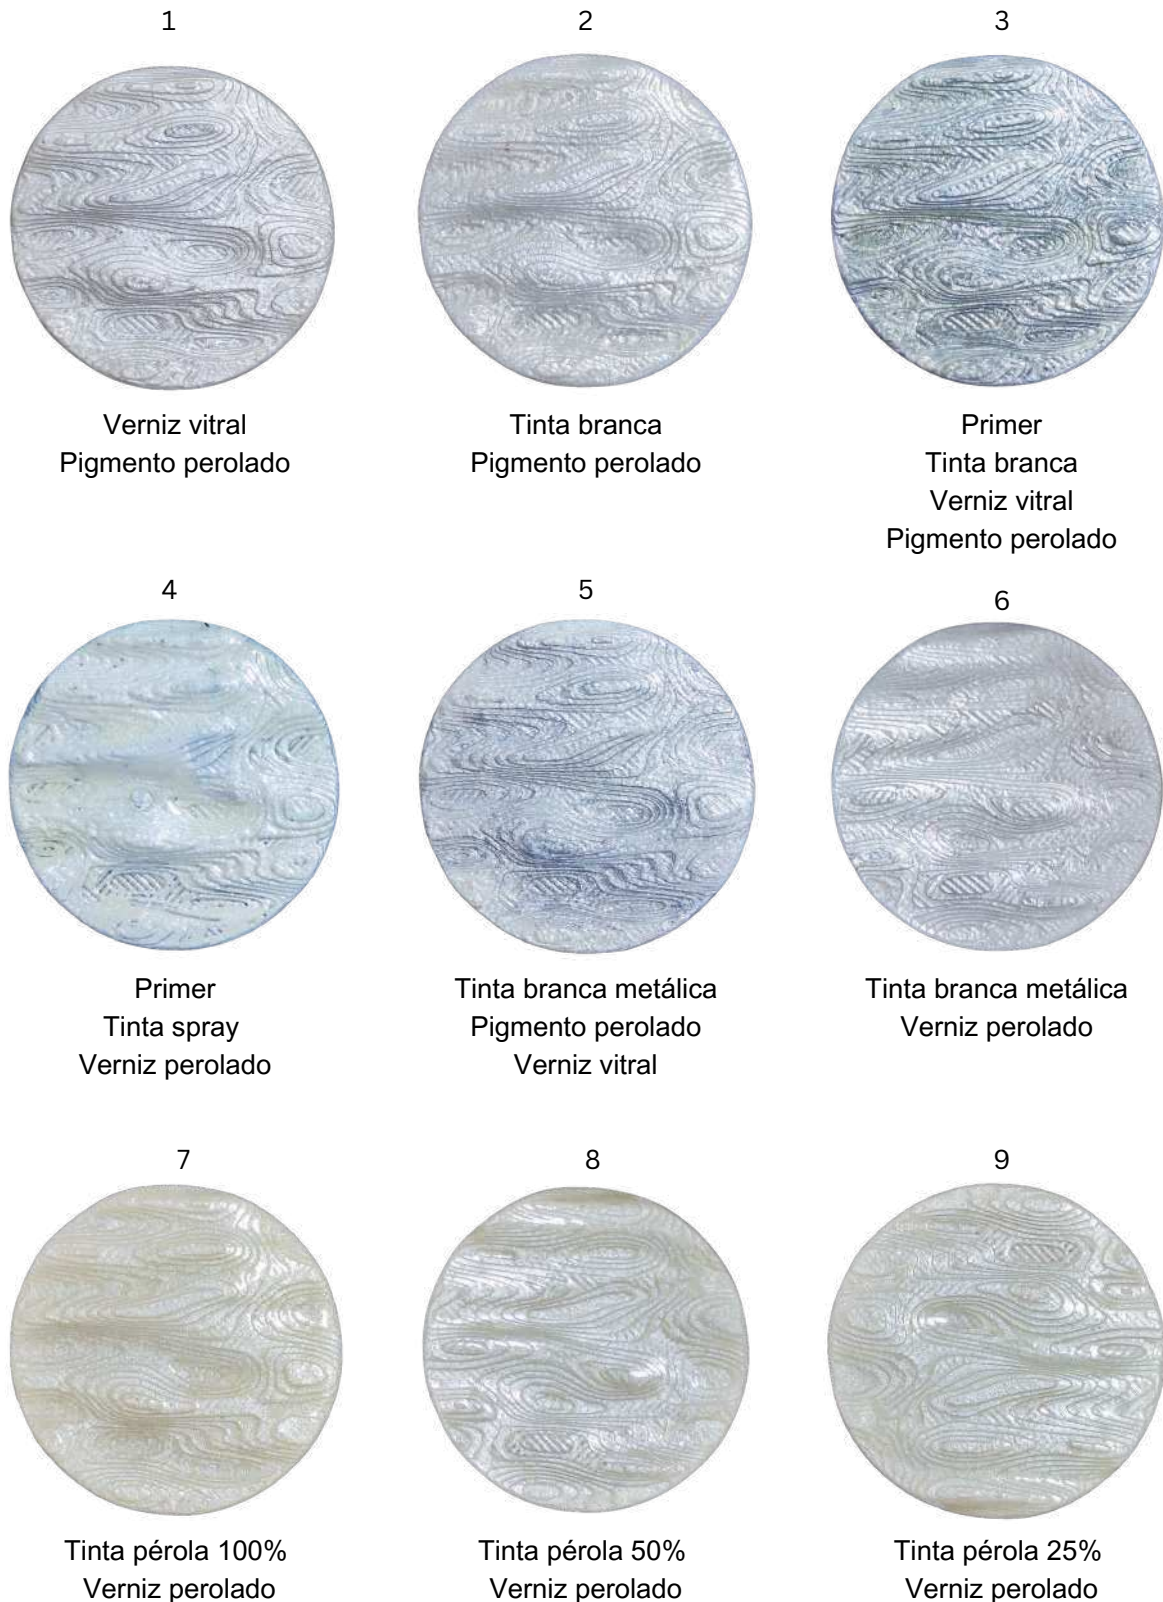 1
2
3
Verniz vitral
Pigmento perolado
Tinta branca
Pigmento perolado
Primer
Tinta branca
Verniz vitral
Pigmento perolado
4
5
6
Primer
Tinta spray
Verniz perolado
Tinta branca metálica
Pigmento perolado
Verniz vitral
Tinta branca metálica
Verniz perolado
7
8
9
Tinta pérola 100%
Verniz perolado
Tinta pérola 50%
Verniz perolado
Tinta pérola 25%
Verniz perolado